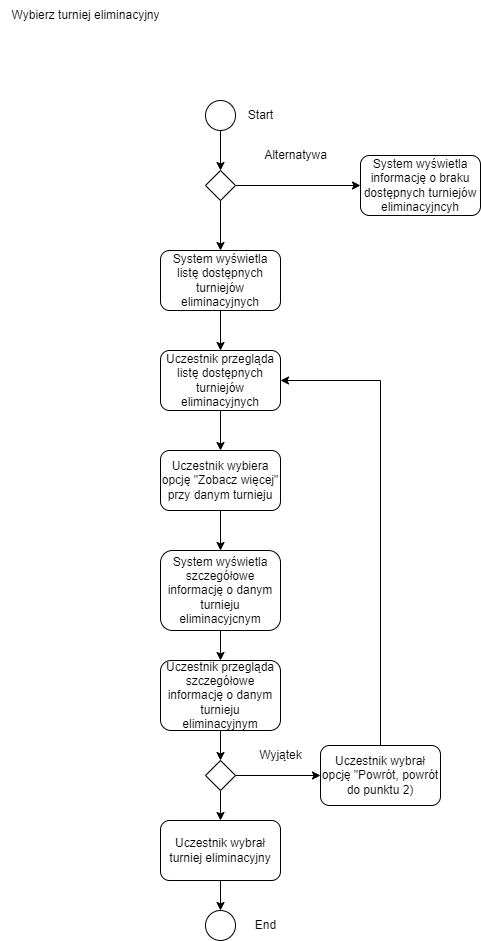 Wybierz turniej eliminacyjny
Start
Alternatywa
System wyświetla
informację o braku
dostępnych turniejów
eliminacyjncyh
System wyświetla
listę dostępnych
turniejów
eliminacyjnych
Uczestnik przegląda
listę dostępnych
turniejów
eliminacyjnych
Uczestnik wybiera
opcję "Zobacz więcej"
przy danym turnieju
System wyświetla
szczegółowe
informację o danym
turnieju
eliminacyjcnym
Uczestnik przegląda
szczegółowe
informację o danym
turnieju
eliminacyjnym
Wyjątek
Uczestnik wybrał
opcję "Powrót, powrót
do punktu 2)
Uczestnik wybrał
turniej eliminacyjny
End